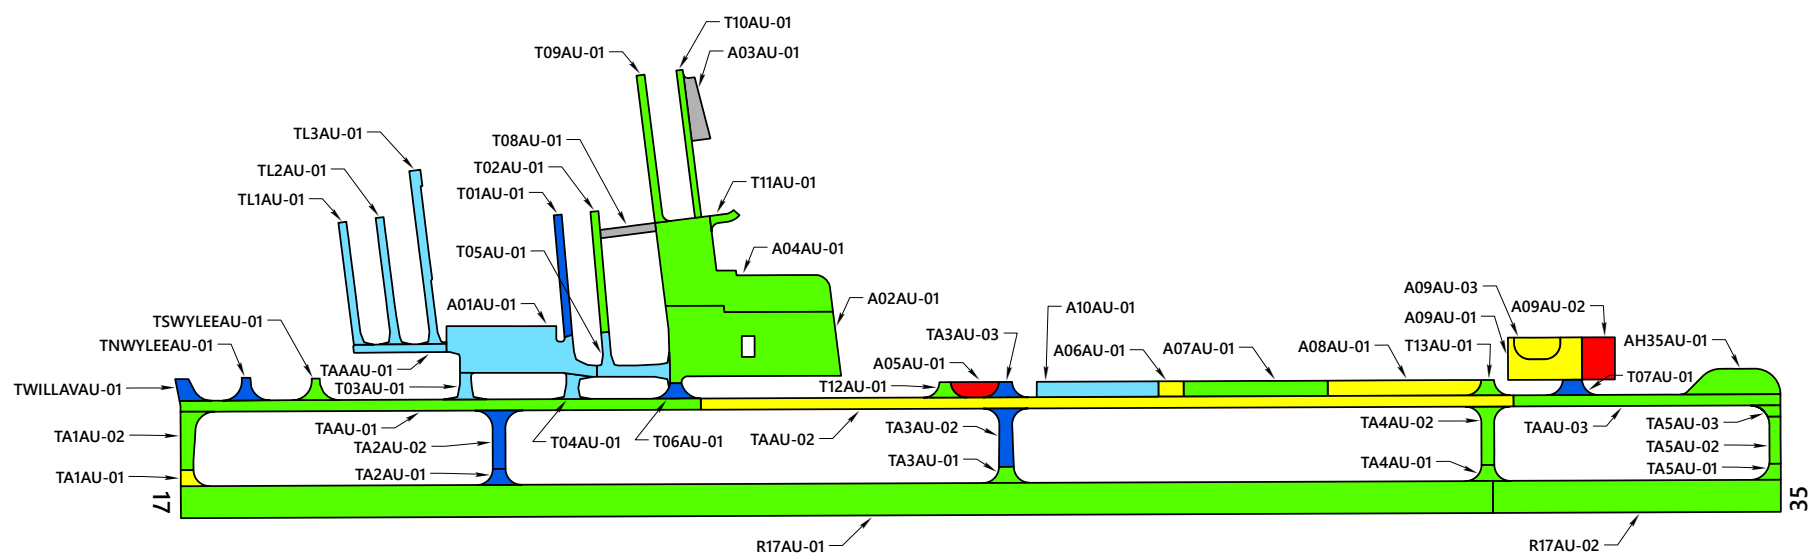 T10AU-01
T09AU-01
A03AU-01
TL3AU-01
T08AU-01
TL2AU-01
T02AU-01
T11AU-01
TL1AU-01
T01AU-01
T05AU-01
A04AU-01
A09AU-03
A01AU-01
A02AU-01
A10AU-01
A09AU-02
TSWYLEEAU-01
A09AU-01
TNWYLEEAU-01
TA3AU-03
T13AU-01
AH35AU-01
TAAAU-01
A05AU-01
A06AU-01
A07AU-01
A08AU-01
TWILLAVAU-01
T03AU-01
T12AU-01
T07AU-01
TAAU-01
TA3AU-02
TA4AU-02
TAAU-03
TA5AU-03
TA1AU-02
TA2AU-02
T04AU-01
T06AU-01
TAAU-02
TA5AU-02
TA1AU-01
TA2AU-01
TA3AU-01
TA4AU-01
TA5AU-01
17
35
R17AU-01
R17AU-02